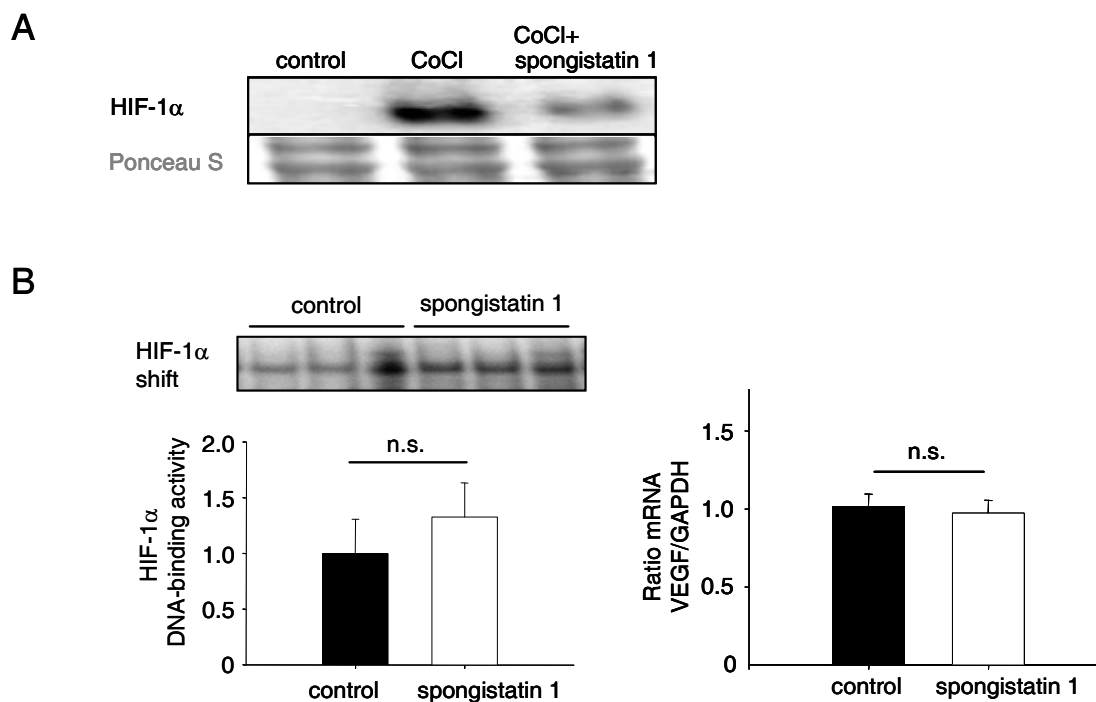 A
control
CoCl
CoCl+
spongistatin 1
HIF-1α
Ponceau S
B
control
spongistatin 1
HIF-1α
shift
HIF-1α
DNA-binding activity
2.0
1.5
1.0
0.5
0
n.s.
control
spongistatin 1
Ratio mRNA
VEGF/GAPDH
1.5
1.0
0.5
0
n.s.
control
spongistatin 1